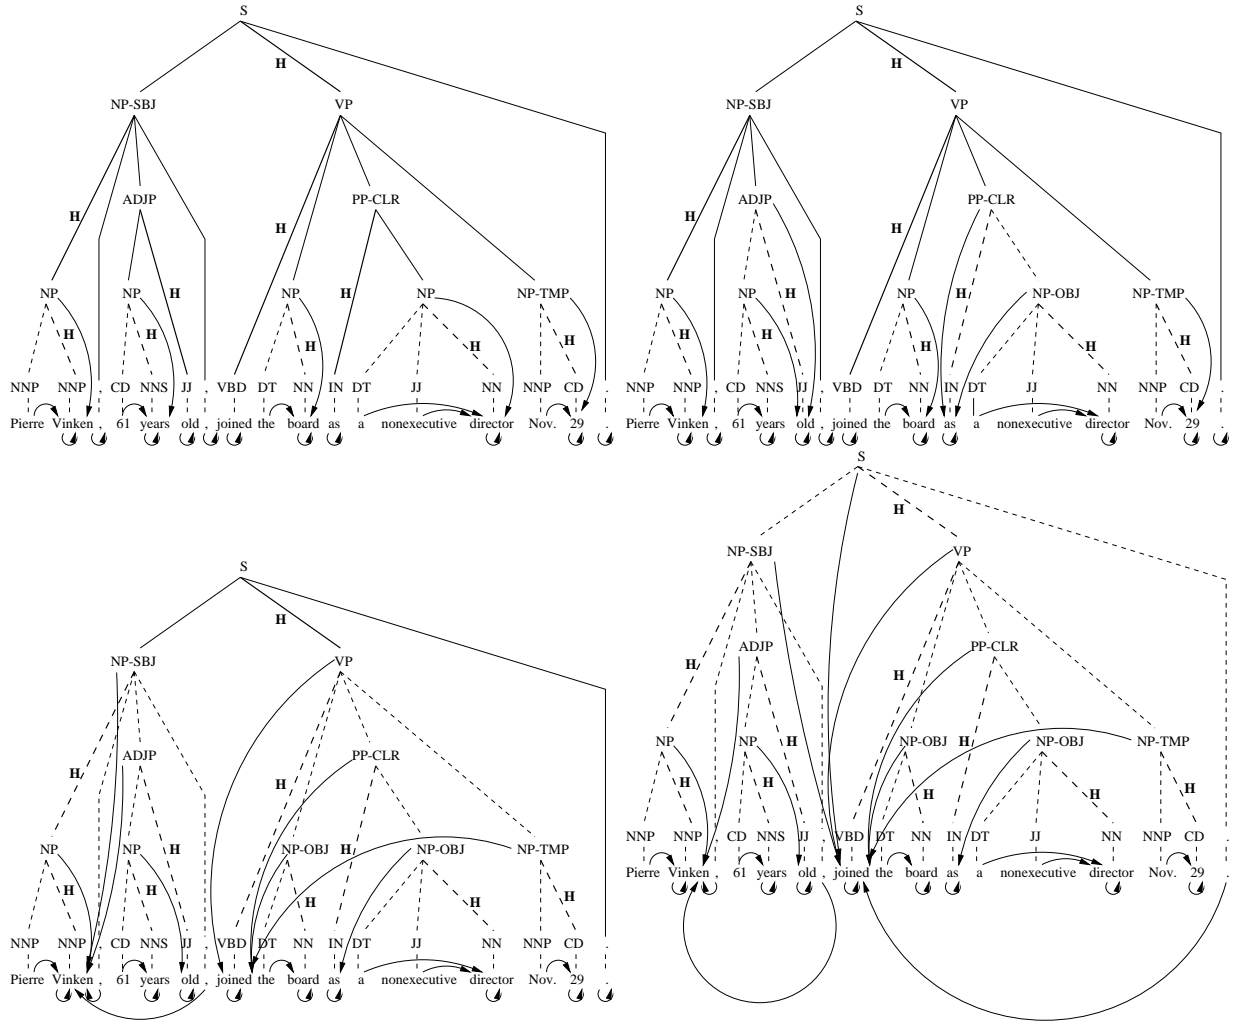 S
H
NP-SBJ VP
ADJP PP-CLR
H H
NP NP H NP H NP NP-TMP
H H H H H
NNP NNP , CD NNS JJ , VBD DT NN IN DT JJ NN NNP CD .
Pierre Vinken , 61 years old , joined the board as a nonexecutive director Nov. 29 .
S
H
NP-SBJ VP
ADJP PP-CLR
H H
NP NP H NP H NP-OBJ NP-TMP
H H H H H
NNP NNP , CD NNS JJ , VBD DT NN IN DT JJ NN NNP CD .
Pierre Vinken , 61 years old , joined the board as a nonexecutive director Nov. 29 .
S
H
NP-SBJ VP
ADJP PP-CLR
H H
NP NP H NP-OBJ H NP-OBJ NP-TMP
H H H H H
NNP NNP , CD NNS JJ , VBD DT NN IN DT JJ NN NNP CD .
Pierre Vinken , 61 years old , joined the board as a nonexecutive director Nov. 29 .
S
H
NP-SBJ VP
ADJP PP-CLR
H H
NP NP H NP-OBJ H NP-OBJ NP-TMP
H H H H H
NNP NNP , CD NNS JJ , VBD DT NN IN DT JJ NN NNP CD .
Pierre Vinken , 61 years old , joined the board as a nonexecutive director Nov. 29 .